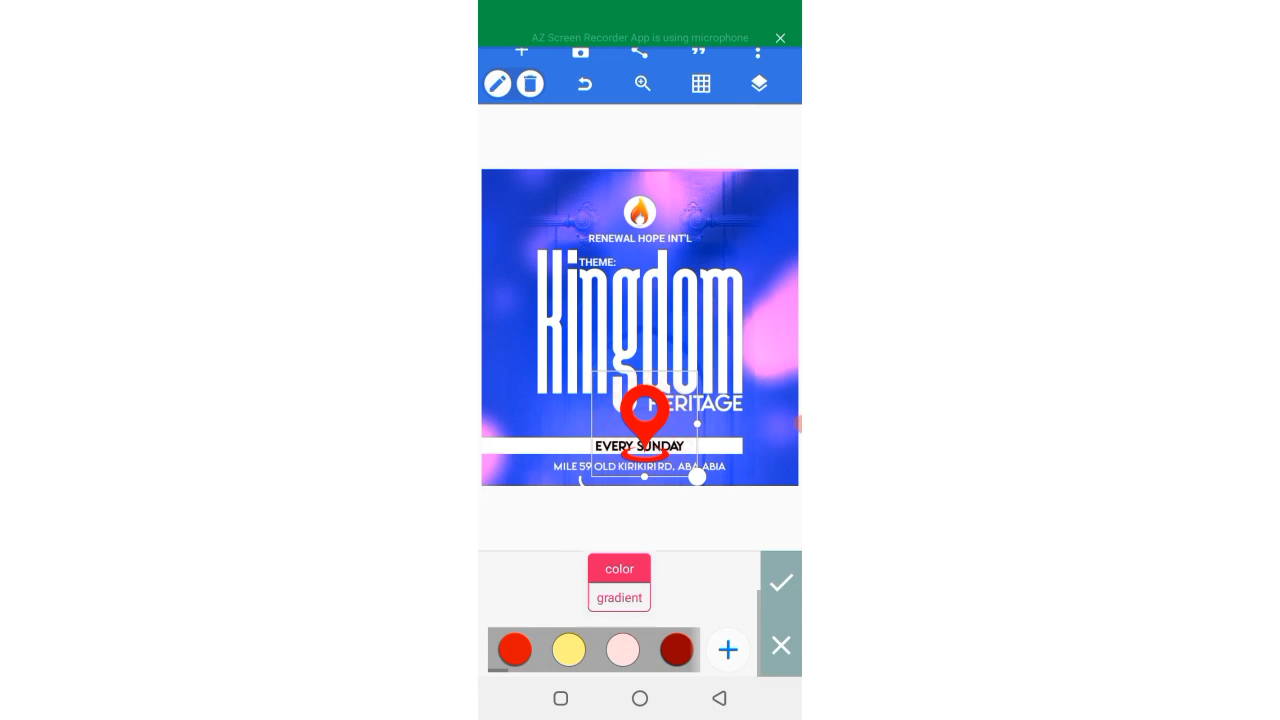 AZ Screen Recorder App is using microphone
RENEWAL HOPE INT'L
THEME:
Kingdom
HERITAGE
EVERY SUNDAY
MILE 59 OLD KIRIKIRI RD, ABA ABIA
color
gradient